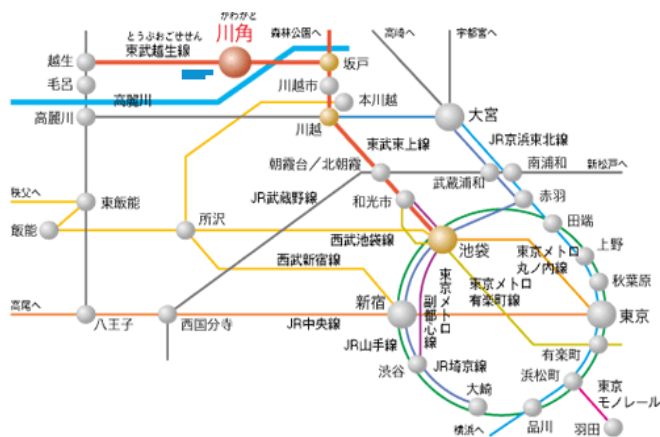 かわかど
川角
とうぶおごせせん
東武越生線
森林公園へ
高崎へ
宇都宮へ
越生
坂戸
毛呂
川越市
高麗川
本川越
高麗川
川越
大宮
東武東上線
JR京浜東北線
朝霞台／北朝霞
南浦和
新松戸へ
武蔵浦和
秩父へ
東飯能
JR武蔵野線
和光市
赤羽
飯能
所沢
田端
西武池袋線
池袋
上野
西武新宿線
東京メトロ
丸ノ内線
秋葉原
東京メトロ
有楽町線
東京メトロ
副都心線
高尾へ
新宿
東京
八王子
西国分寺
JR中央線
JR山手線
有楽町
渋谷
JR埼京線
浜松町
大崎
東京
モノレール
横浜へ
品川
羽田